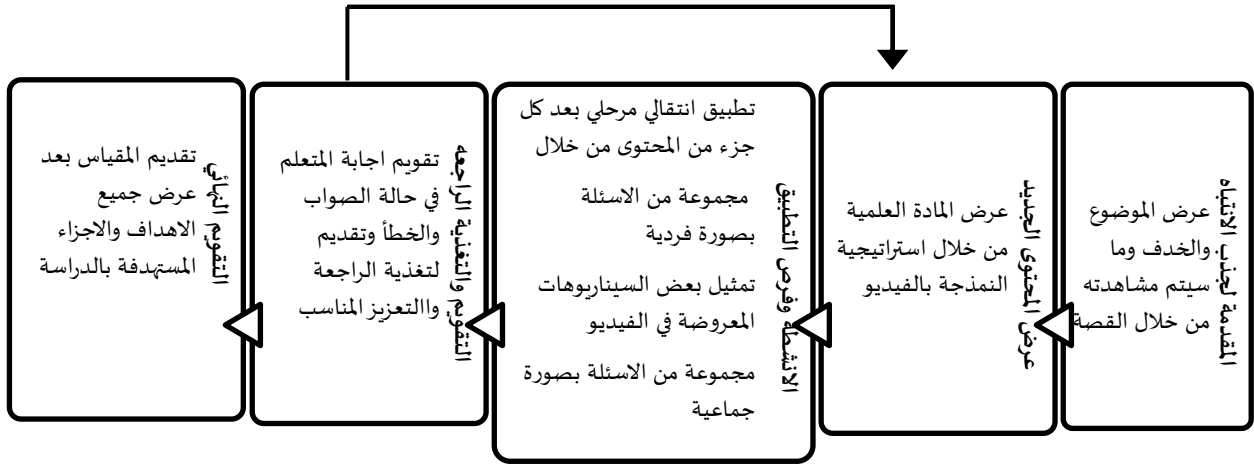 المقدمة لجذب الانتباه
عرض الموضوع
والخدف وما
سيتم مشاهدته
من خلال القصة
عرض المحتوى الجديد
عرض المادة العلمية
من خلال استراتيجية
النمذجة بالفيديو
الانشطة وفرص التطبيق
تطبيق انتقالي مرحلي بعد كل
جزء من المحتوى من خلال
مجموعة من الاسئلة
بصورة فردية
تمثيل بعض السيناريوهات
المعروضة في الفيديو
مجموعة من الاسئلة بصورة
جماعية
التقويم والتغذية الراجعه
تقويم اجابة المتعلم
في حالة الصواب
والخطأ وتقديم
لتغذية الراجعة
واالتعزيز المناسب
التقويم النهائي
تقديم المقياس بعد
عرض جميع
الاهداف والاجزاء
المستهدفة بالدراسة